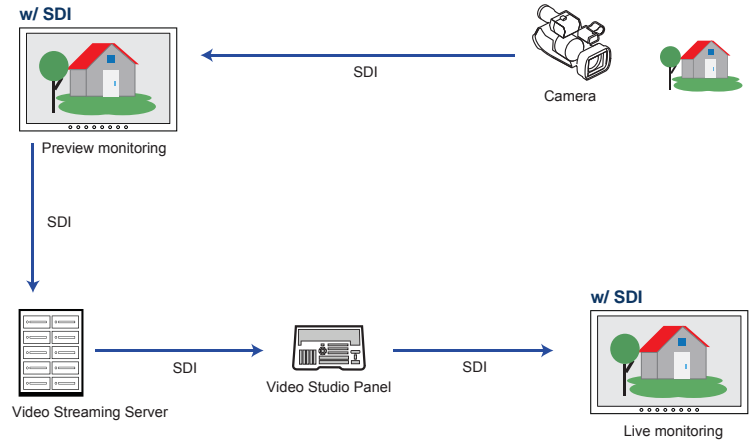 w/ SDI
SDI
Camera
Preview monitoring
SDI
w/ SDI
SDI
SDI
Video Studio Panel
Video Streaming Server
Live monitoring